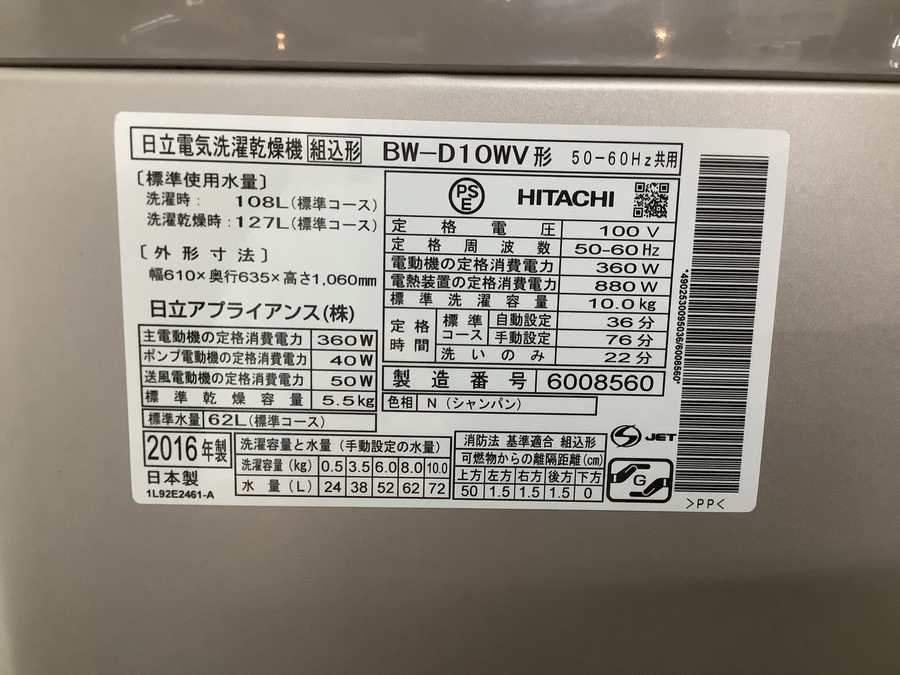 日立電気洗濯乾燥機 組込形 BW-D10WV形 50-60Hz共用
〔標準使用水量〕
洗濯時： 108L(標準コース)
洗濯乾燥時：127L(標準コース)
〔外形寸法〕
幅610×奥行635×高さ1,060mm
日立アプライアンス(株)
主電動機の定格消費電力 360W
ポンプ電動機の定格消費電力 40W
送風電動機の定格消費電力 50W
標準乾燥容量 5.5kg
標準水量 62L(標準コース)
PS
E
HITACHI
定格電圧 100V
定格周波数 50-60Hz
電動機の定格消費電力 360W
電熱装置の定格消費電力 880W
標準洗濯容量 10.0kg
定格時間 標準コース 自動設定 36分
手動設定 76分
洗いのみ 22分
製造番号 6008560
色相 N（シャンパン）
2016年製
日本製
1L92E2461-A
洗濯容量と水量（手動設定の水量）
洗濯容量(kg) 0.5 3.5 6.0 8.0 10.0
水量(L) 24 38 52 62 72
消防法 基準適合 組込形
可燃物からの離隔距離(cm)
上方 左方 右方 後方 下方
50 1.5 1.5 1.5 0
S JET
G
*4902530095036/6008560*
>PP<